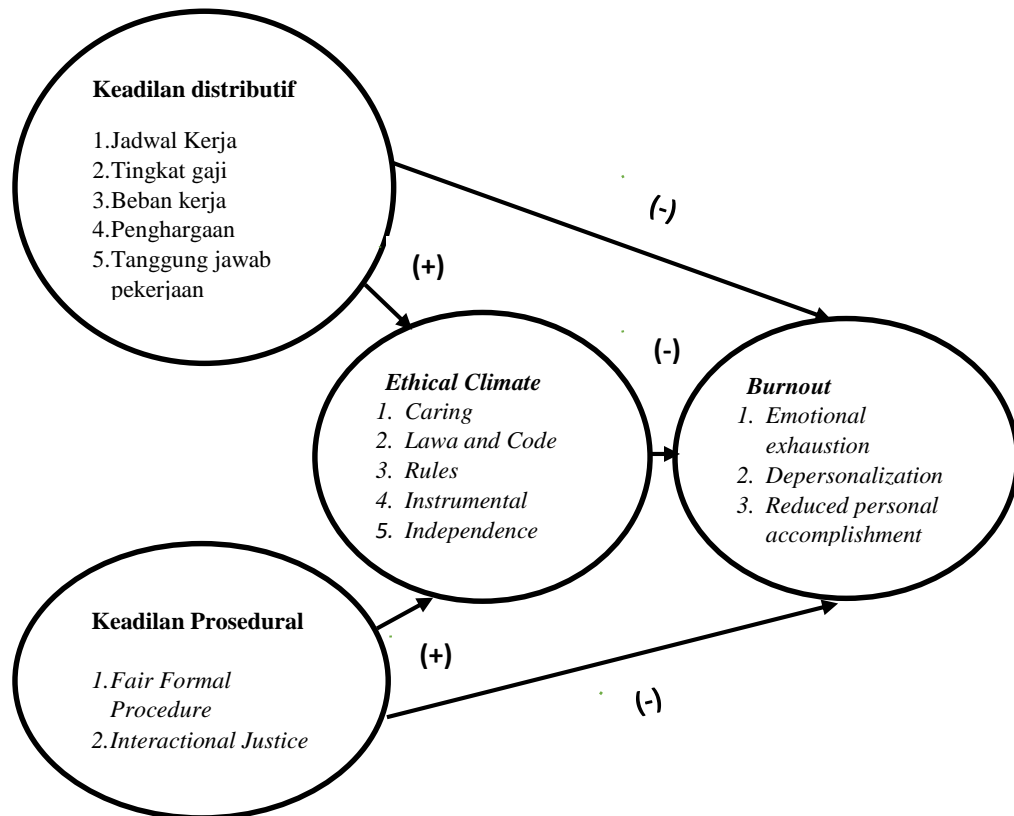 Keadilan distributif
1.Jadwal Kerja
2.Tingkat gaji
3.Beban kerja
4.Penghargaan
5.Tanggung jawab
pekerjaan
(-)
(+)
(-)
Ethical Climate
1. Caring
2. Lawa and Code
3. Rules
4. Instrumental
5. Independence
Burnout
1. Emotional
exhaustion
2. Depersonalization
3. Reduced personal
accomplishment
Keadilan Prosedural
1.Fair Formal
Procedure
2.Interactional Justice
(+)
(-)